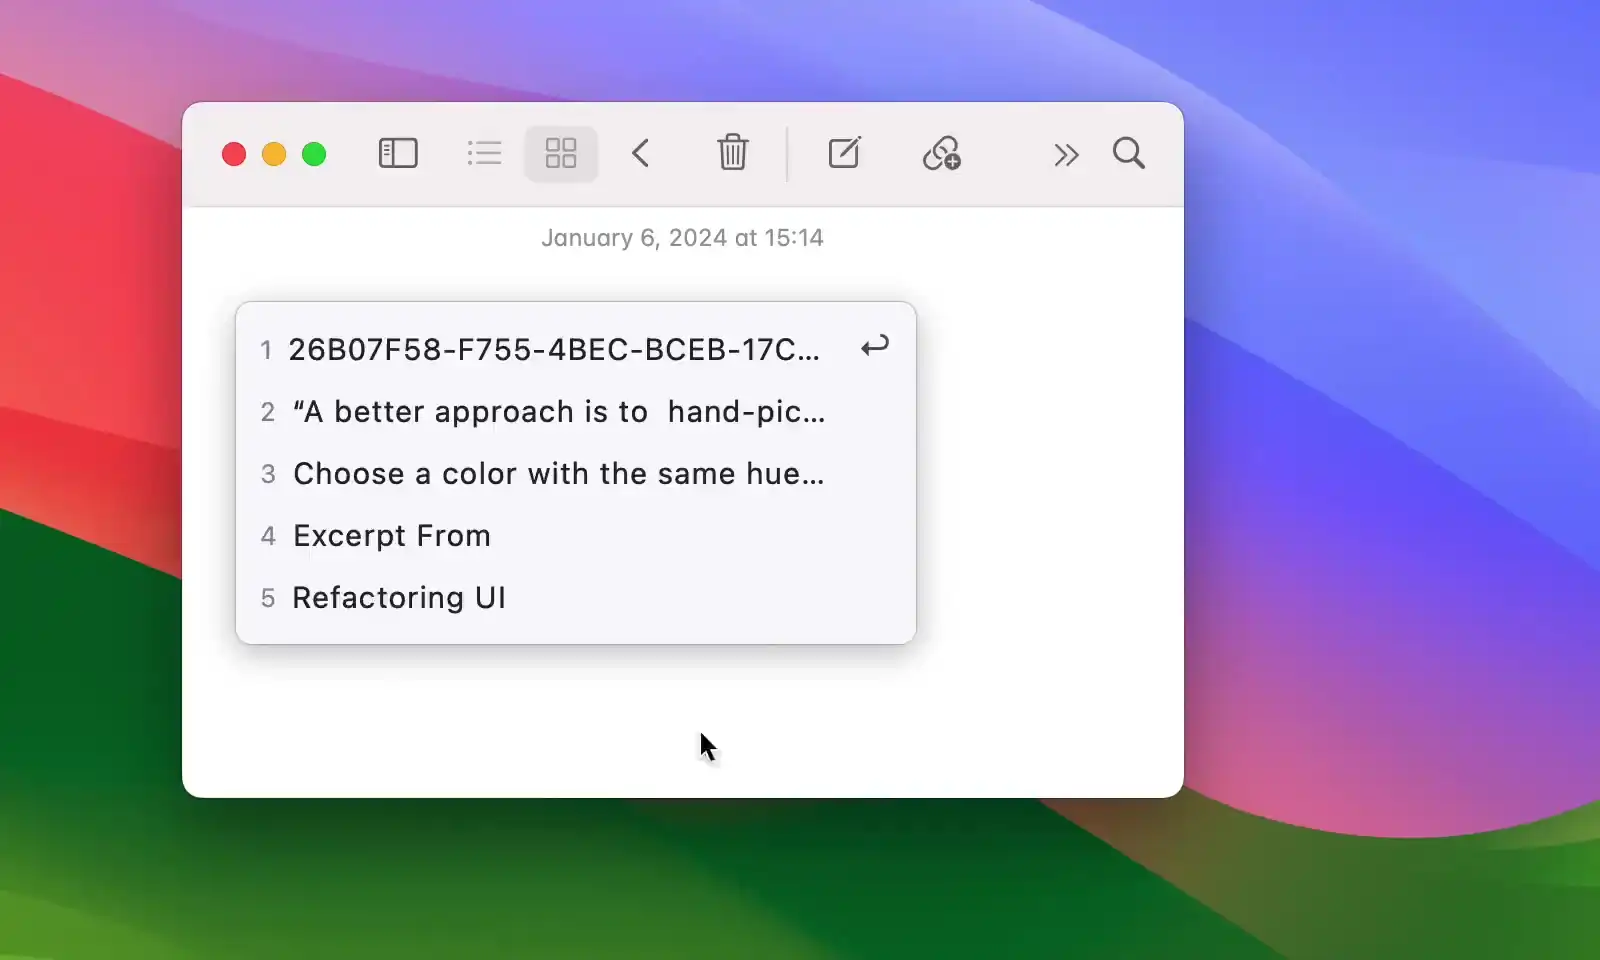 January 6, 2024 at 15:14
1 26B07F58-F755-4BEC-BCEB-17C...
2 “A better approach is to  hand-pic...
3 Choose a color with the same hue...
4 Excerpt From
5 Refactoring UI